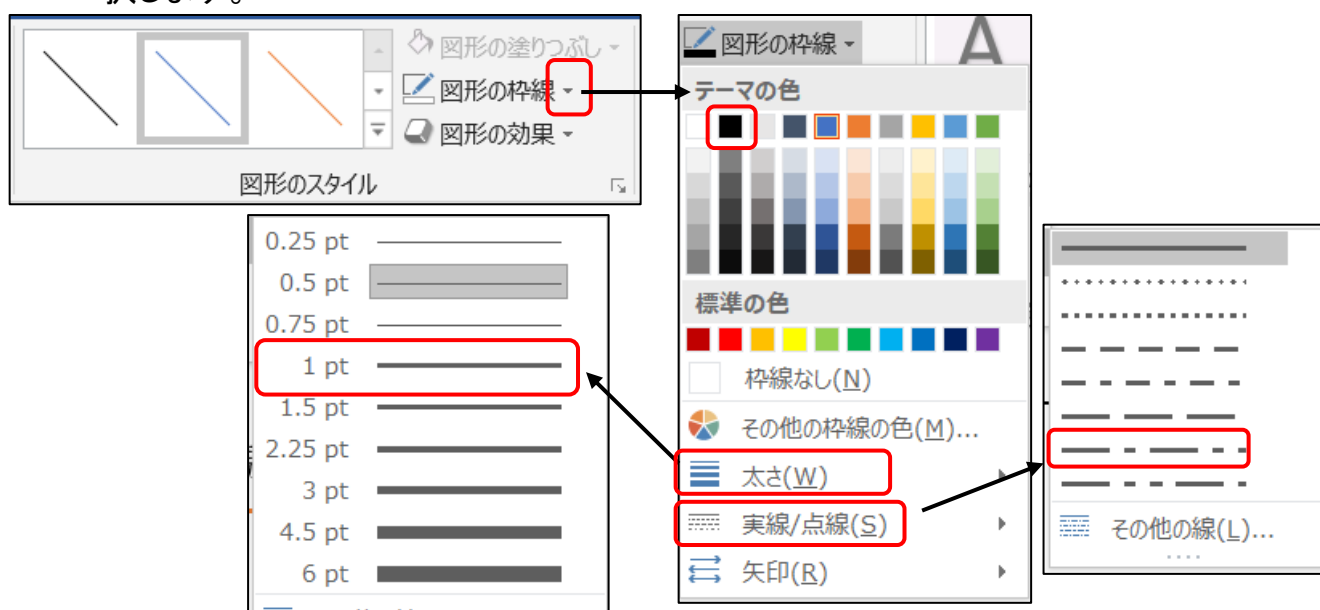 択します。
図形の塗りつぶし
図形の枠線
図形の効果
図形のスタイル
図形の枠線
A
テーマの色
標準の色
枠線なし(N)
その他の枠線の色(M)...
太さ(W)
実線/点線(S)
矢印(R)
0.25 pt
0.5 pt
0.75 pt
1 pt
1.5 pt
2.25 pt
3 pt
4.5 pt
6 pt
その他の線(L)...